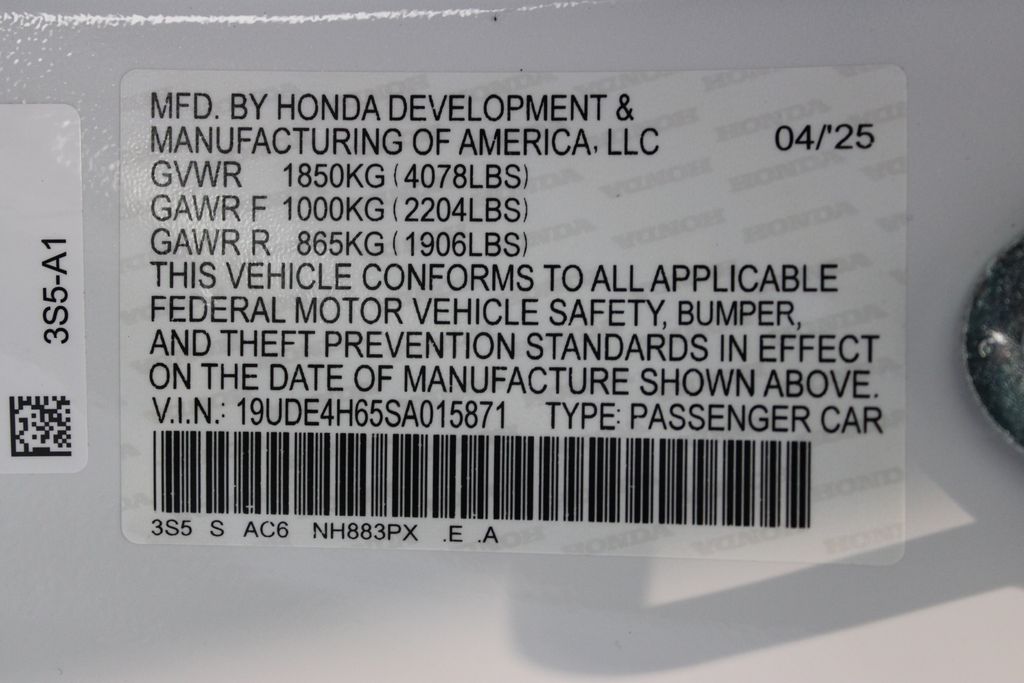 MFD. BY HONDA DEVELOPMENT &
MANUFACTURING OF AMERICA, LLC 04/'25
GVWR 1850KG (4078LBS)
GAWR F 1000KG (2204LBS)
GAWR R 865KG (1906LBS)
THIS VEHICLE CONFORMS TO ALL APPLICABLE
FEDERAL MOTOR VEHICLE SAFETY, BUMPER,
AND THEFT PREVENTION STANDARDS IN EFFECT
ON THE DATE OF MANUFACTURE SHOWN ABOVE.
V.I.N.: 19UDE4H65SA015871 TYPE: PASSENGER CAR
3S5 S AC6 NH883PX .E .A
3S5-A1